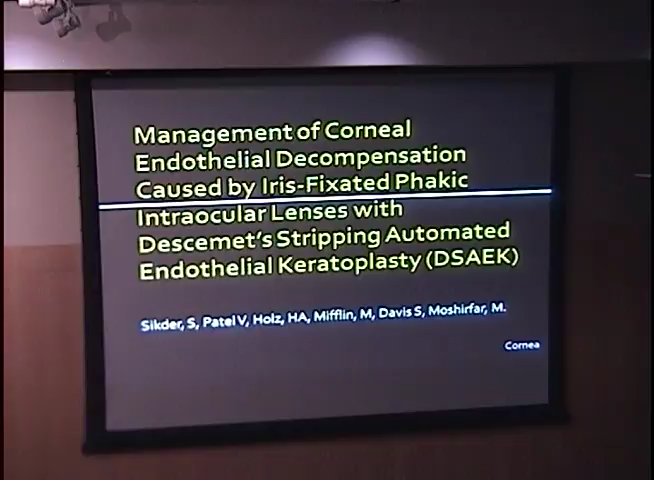 Management of Corneal
Endothelial Decompensation
Caused by Iris-Fixated Phakic
Intraocular Lenses with
Descemet's Stripping Automated
Endothelial Keratoplasty (DSAEK)
Sikder, S, Patel V, Holz, HA, Mifflin, M, Davis S, Moshirfar, M.
Cornea